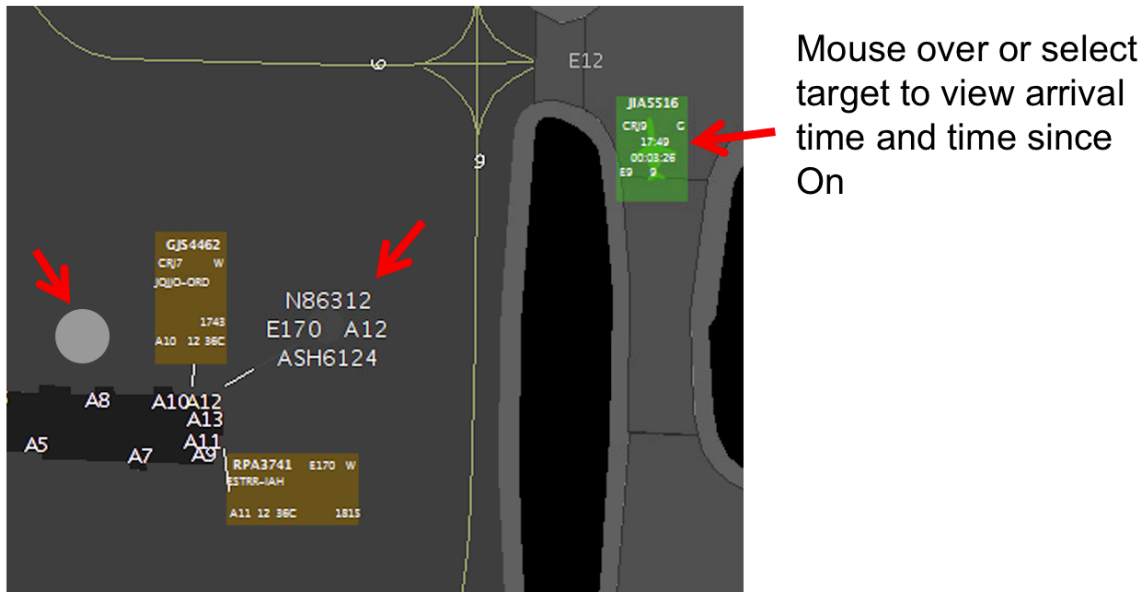 Mouse over or select
target to view arrival
time and time since
On
E12
JIA5516
CRJ9 G
17:49
00:03:26
E9 9
9
9
GJS4462
CRJ7 W
JQJJO-ORD
1743
A10 12 36C
N86312
E170 A12
ASH6124
A8 A10 A12
A13
A5 A7 A11
A9
RPA3741 E170 W
ESTRR-IAH
A11 12 36C 1815